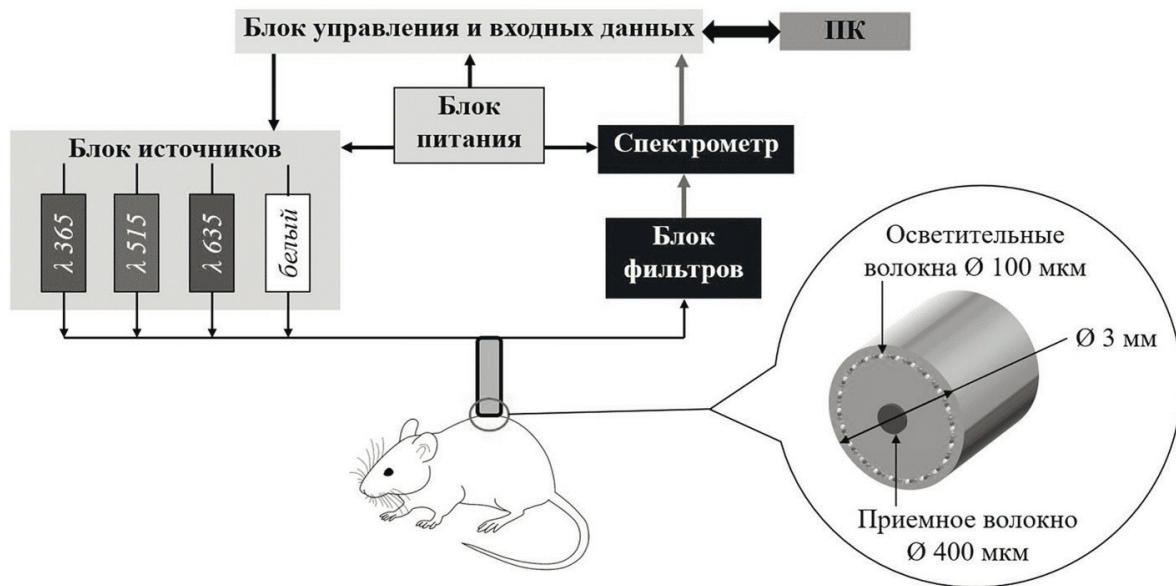 Блок управления и входных данных
ПК
Блок
питания
Блок источников
Спектрометр
λ 365
λ 515
λ 635
белый
Блок
фильтров
Осветительные
волокна Ø 100 мкм
Ø 3 мм
Приемное волокно
Ø 400 мкм